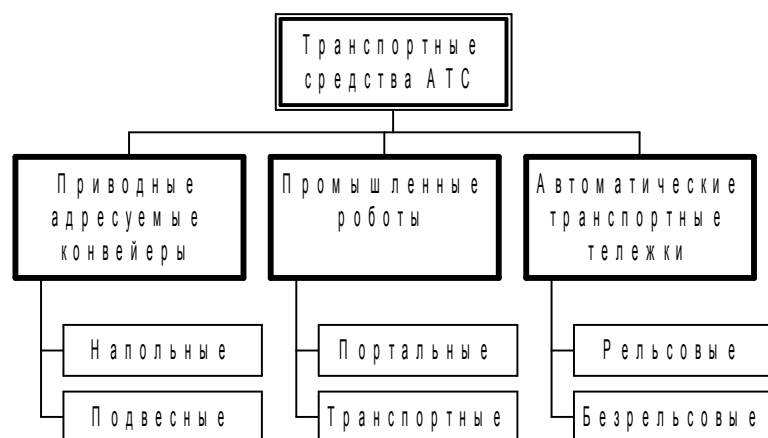 Транспортные
средства АТС
Приводные
адресуемые
конвейеры
Промышленные
роботы
Автоматические
транспортные
тележки
Напольные
Подвесные
Портальные
Транспортные
Рельсовые
Безрельсовые